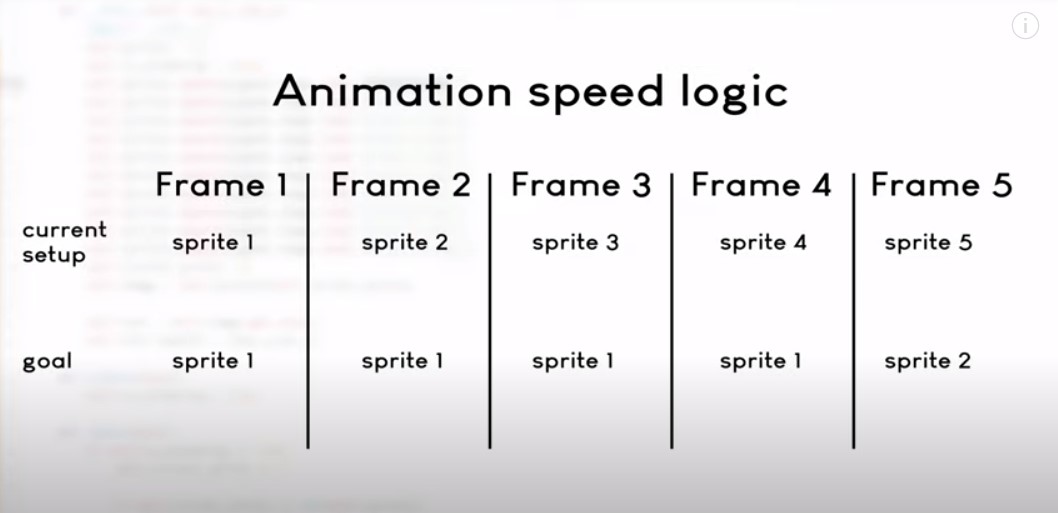 Animation speed logic
Frame 1 Frame 2 Frame 3 Frame 4 Frame 5
current
setup
sprite 1 sprite 2 sprite 3 sprite 4 sprite 5
goal sprite 1 sprite 1 sprite 1 sprite 1 sprite 2